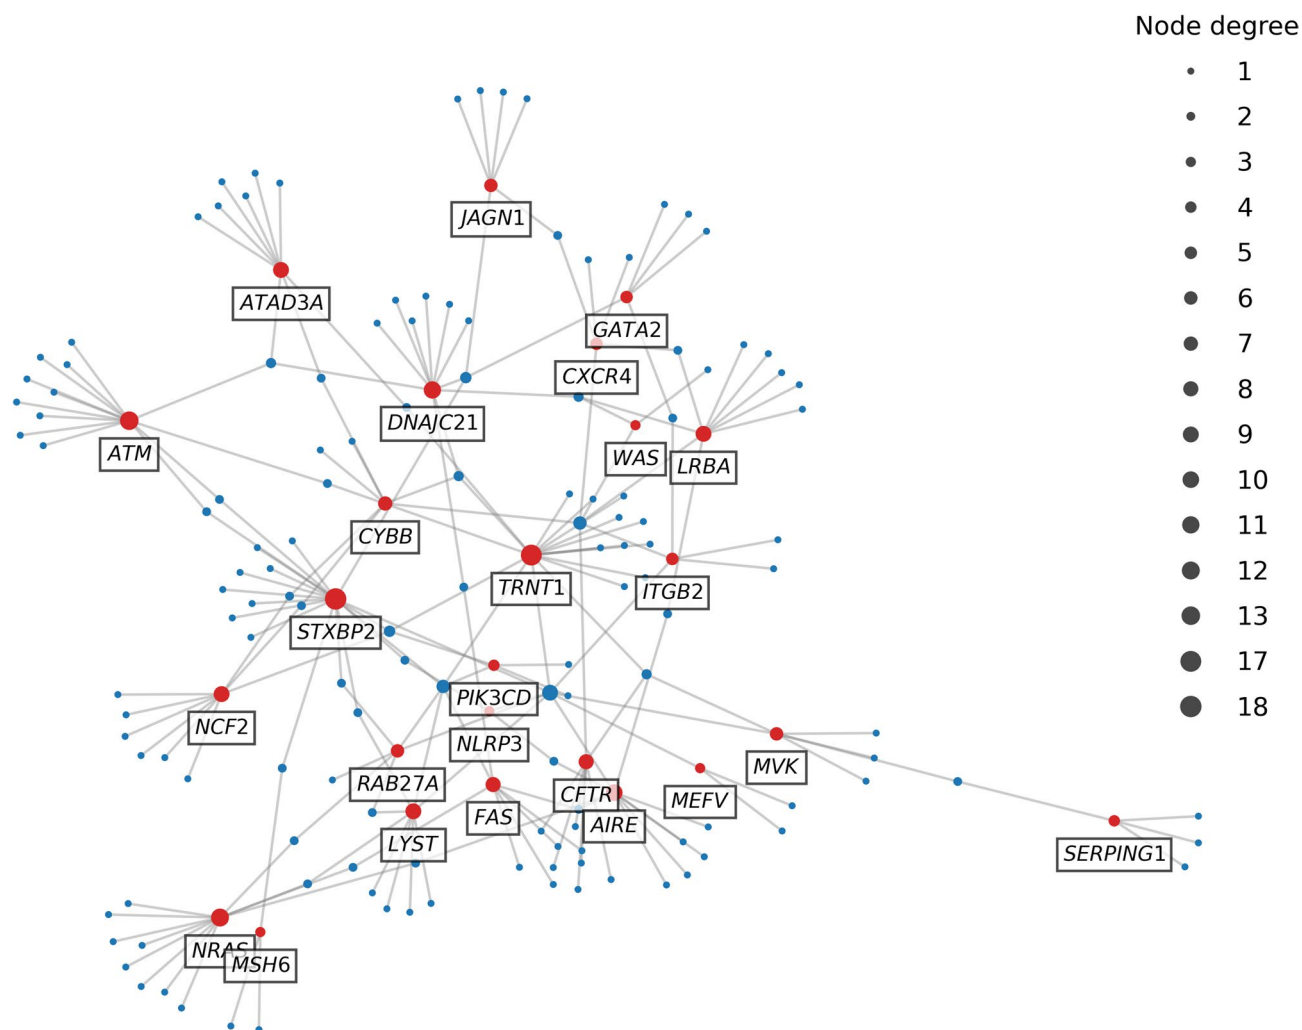 Node degree
1
2
3
4
5
6
7
8
9
10
11
12
13
17
18
JAGN1
ATAD3A
GATA2
CXCR4
DNAJC21
ATM
WAS
LRBA
CYBB
TRNT1
ITGB2
STXBP2
PIK3CD
NCF2
NLRP3
MVK
RAB27A
CFTR
MEFV
FAS
AIRE
LYST
SERPING1
NRAS
MSH6